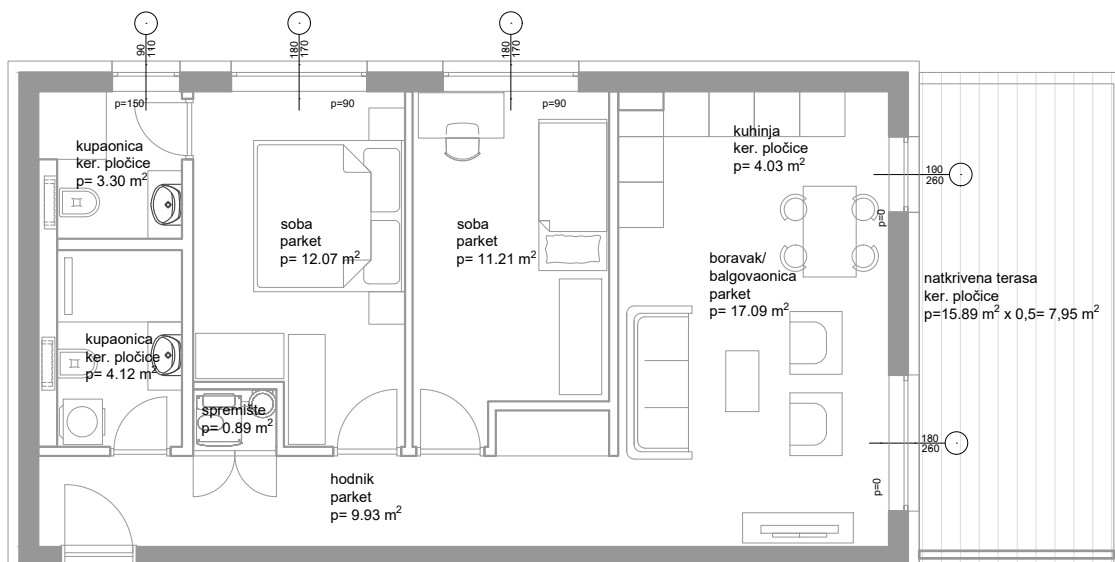 90
110
180
170
180
170
p=150
p=90
p=90
kupaonica
ker. pločice
p= 3.30 m²
soba
parket
p= 12.07 m²
soba
parket
p= 11.21 m²
kuhinja
ker. pločice
p= 4.03 m²
100
260
p=0
boravak/
balgovaonica
parket
p= 17.09 m²
natkrivena terasa
ker. pločice
p=15.89 m² x 0,5= 7,95 m²
kupaonica
ker. pločice
p= 4.12 m²
spremište
p= 0.89 m²
180
260
p=0
hodnik
parket
p= 9.93 m²